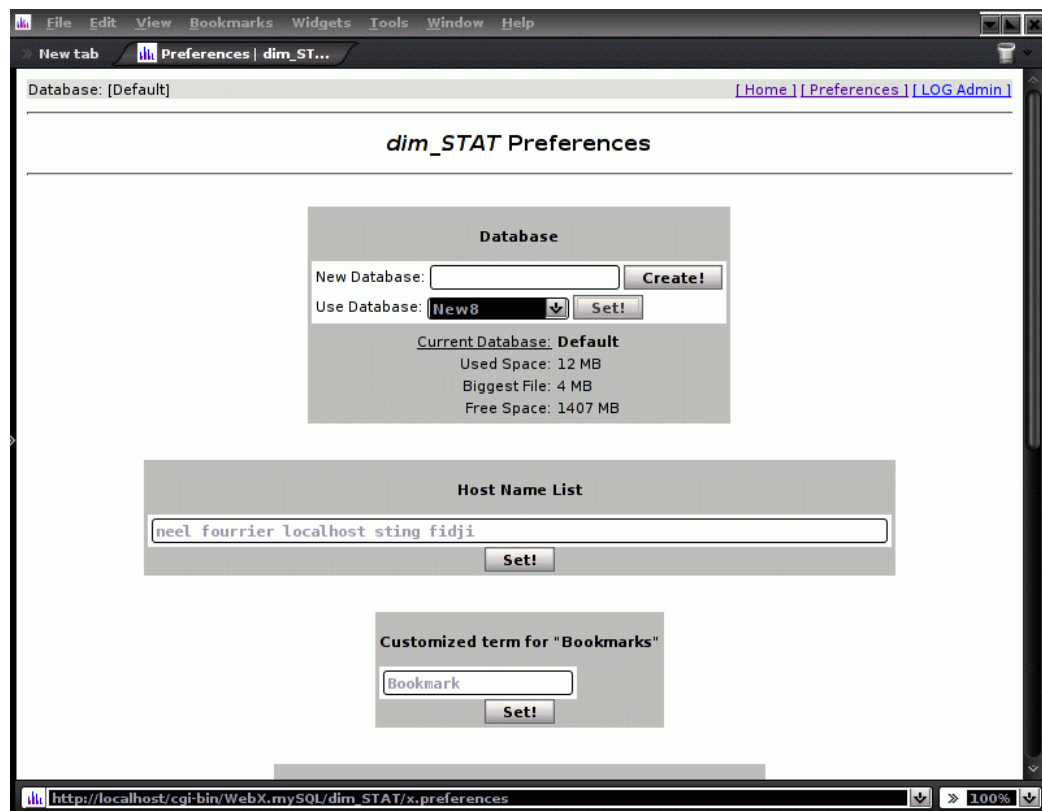 File Edit View Bookmarks Widgets Tools Window Help
» New tab Preferences | dim_ST...
Database: [Default] [ Home ] [ Preferences ] [ LOG Admin ]
dim_STAT Preferences
Database
New Database: Create!
Use Database: New8 Set!
Current Database: Default
Used Space: 12 MB
Biggest File: 4 MB
Free Space: 1407 MB
Host Name List
neel fourrier localhost sting fidji
Set!
Customized term for "Bookmarks"
Bookmark
Set!
http://localhost/cgi-bin/WebX.mySQL/dim_STAT/x.preferences » 100%